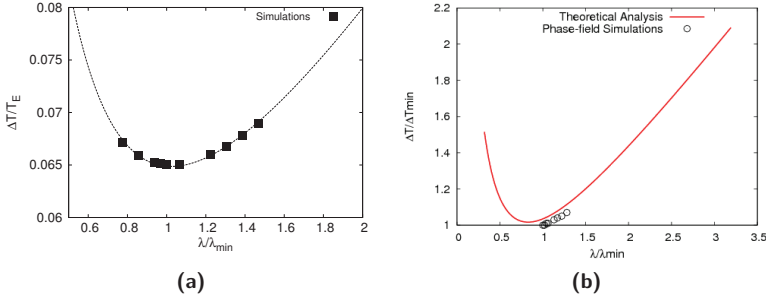 0.08
0.075
0.07
0.065
0.06
ΔT/T_E
Simulations
0.6 0.8 1 1.2 1.4 1.6 1.8 2
λ/λ_min
(a)
2.2
2
1.8
1.6
1.4
1.2
1
ΔT/ΔTmin
Theoretical Analysis
Phase-field Simulations
0 0.5 1 1.5 2 2.5 3 3.5
λ/λmin
(b)